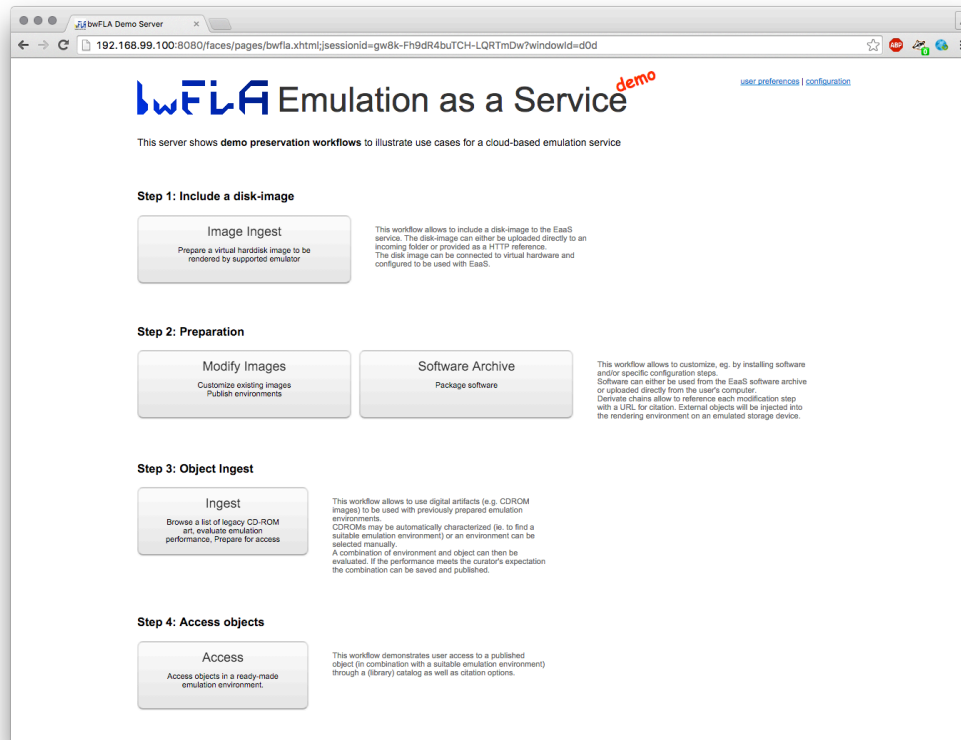 bwFLA Demo Server
192.168.99.100:8080/faces/pages/bwfla.xhtml;jsessionid=gw8k-Fh9dR4buTCH-LQRTmDw?windowId=d0d
ABP
0
bwFLA Emulation as a Service
demo
user preferences | configuration
This server shows demo preservation workflows to illustrate use cases for a cloud-based emulation service
Step 1: Include a disk-image
Image Ingest
Prepare a virtual harddisk image to be
rendered by supported emulator
This workflow allows to include a disk-image to the EaaS
service. The disk-image can either be uploaded directly to an
incoming folder or provided as a HTTP reference.
The disk image can be connected to virtual hardware and
configured to be used with EaaS.
Step 2: Preparation
Modify Images
Customize existing images
Publish environments
Software Archive
Package software
This workflow allows to customize, eg. by installing software
and/or specific configuration steps.
Software can either be used from the EaaS software archive
or uploaded directly from the user's computer.
Derivate chains allow to reference each modification step
with a URL for citation. External objects will be injected into
the rendering environment on an emulated storage device.
Step 3: Object Ingest
Ingest
Browse a list of legacy CD-ROM
art, evaluate emulation
performance, Prepare for access
This workflow allows to use digital artifacts (e.g. CDROM
images) to be used with previously prepared emulation
environments.
CDROMs may be automatically characterized (ie. to find a
suitable emulation environment) or an environment can be
selected manually.
A combination of environment and object can then be
evaluated. If the performance meets the curator's expectation
the combination can be saved and published.
Step 4: Access objects
Access
Access objects in a ready-made
emulation environment.
This workflow demonstrates user access to a published
object (in combination with a suitable emulation environment)
through a (library) catalog as well as citation options.